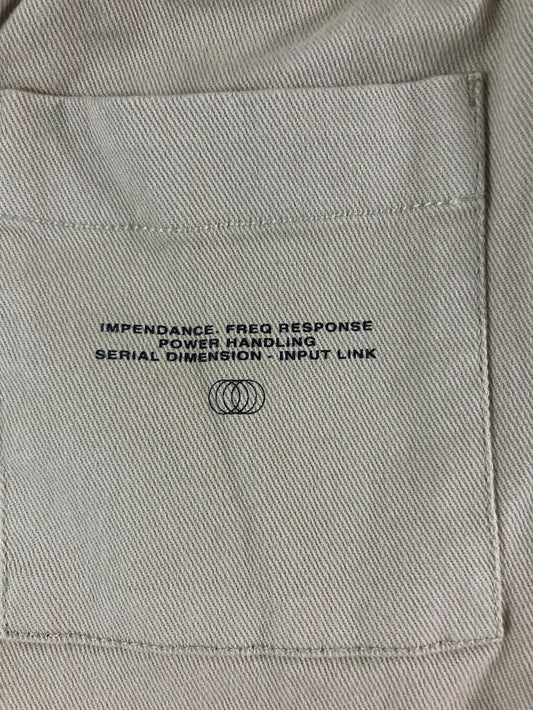 IMPENDANCE. FREQ RESPONSE
POWER HANDLING
SERIAL DIMENSION - INPUT LINK